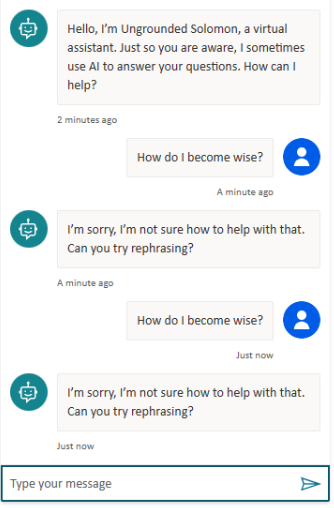 Hello, I'm Ungrounded Solomon, a virtual
assistant. Just so you are aware, I sometimes
use AI to answer your questions. How can I
help?
2 minutes ago
How do I become wise?
A minute ago
I'm sorry, I'm not sure how to help with that.
Can you try rephrasing?
A minute ago
How do I become wise?
Just now
I'm sorry, I'm not sure how to help with that.
Can you try rephrasing?
Just now
Type your message